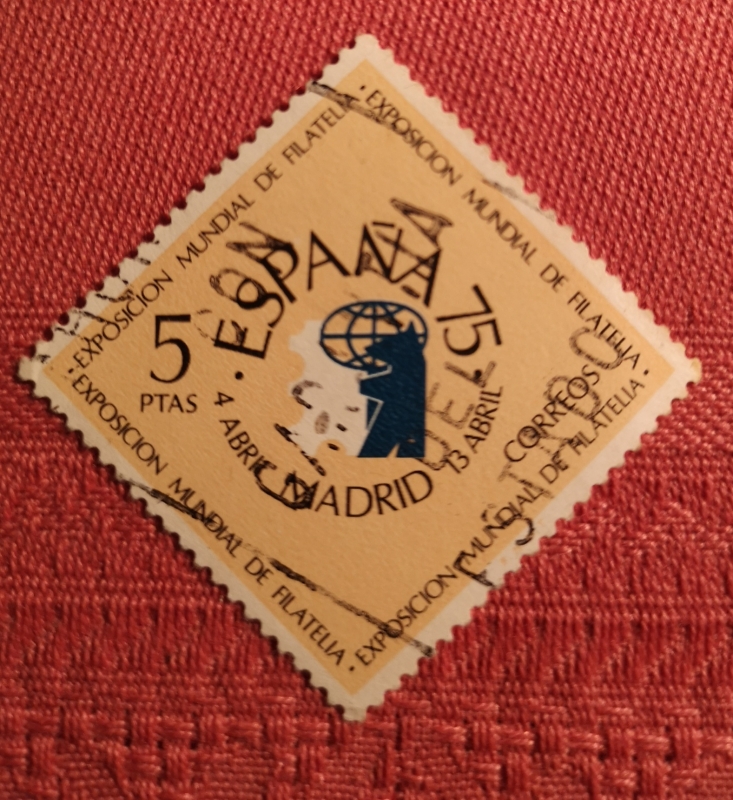 EXPOSICION MUNDIAL DE FILATELIA
·EXPOSICION MUNDIAL DE FILATELIA·
·ESPAÑA 75·
5
PTAS
4 ABRIL MADRID 13 ABRIL
CORREOS
·EXPOSICION MUNDIAL DE FILATELIA
·EXPOSICION MUNDIAL DE FILATELIA·
DEL